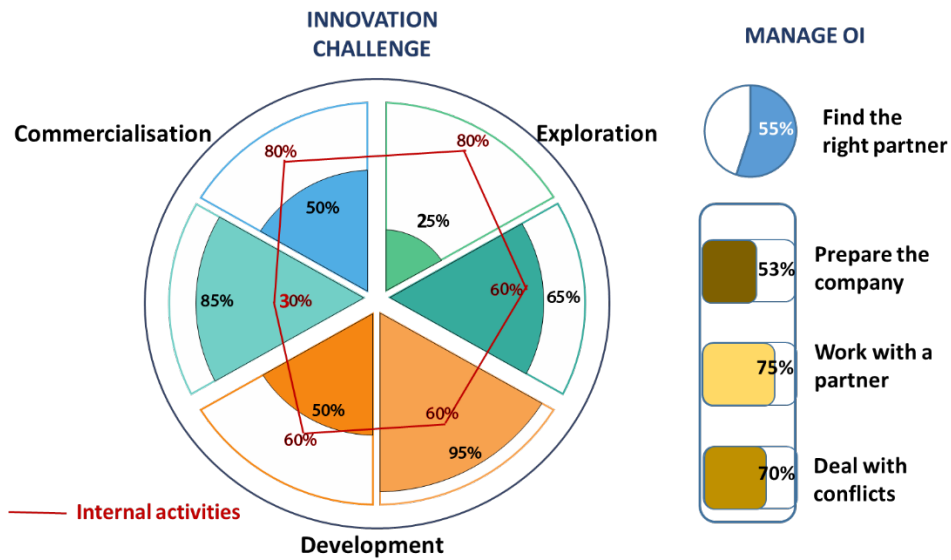 INNOVATION
CHALLENGE
MANAGE OI
Commercialisation
Exploration
80%
80%
50%
25%
85%
30%
60%
65%
50%
60%
60%
95%
Internal activities
Development
55%
Find the
right partner
53%
Prepare the
company
75%
Work with a
partner
70%
Deal with
conflicts